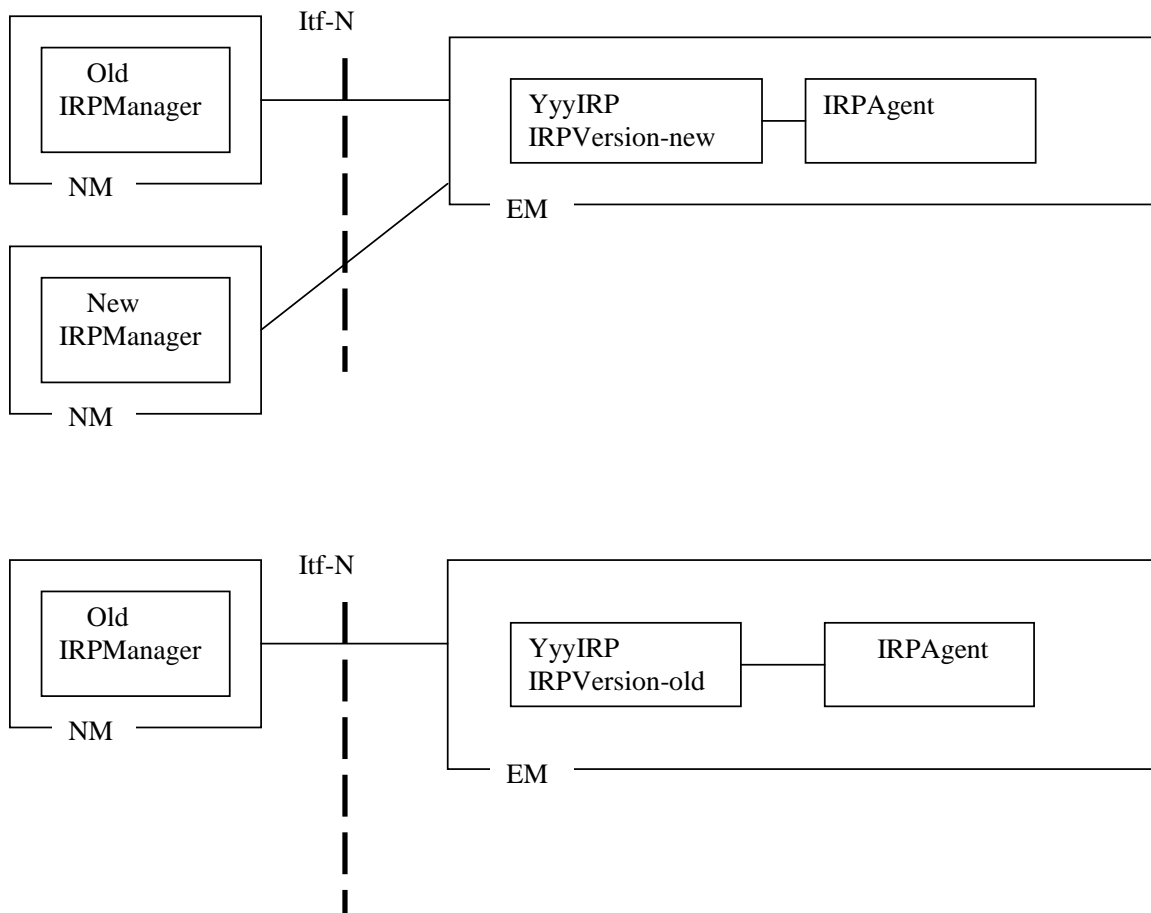 Itf-N
Old
IRPManager
NM
YyyIRP
IRPVersion-new
IRPAgent
EM
New
IRPManager
NM
Itf-N
Old
IRPManager
NM
YyyIRP
IRPVersion-old
IRPAgent
EM